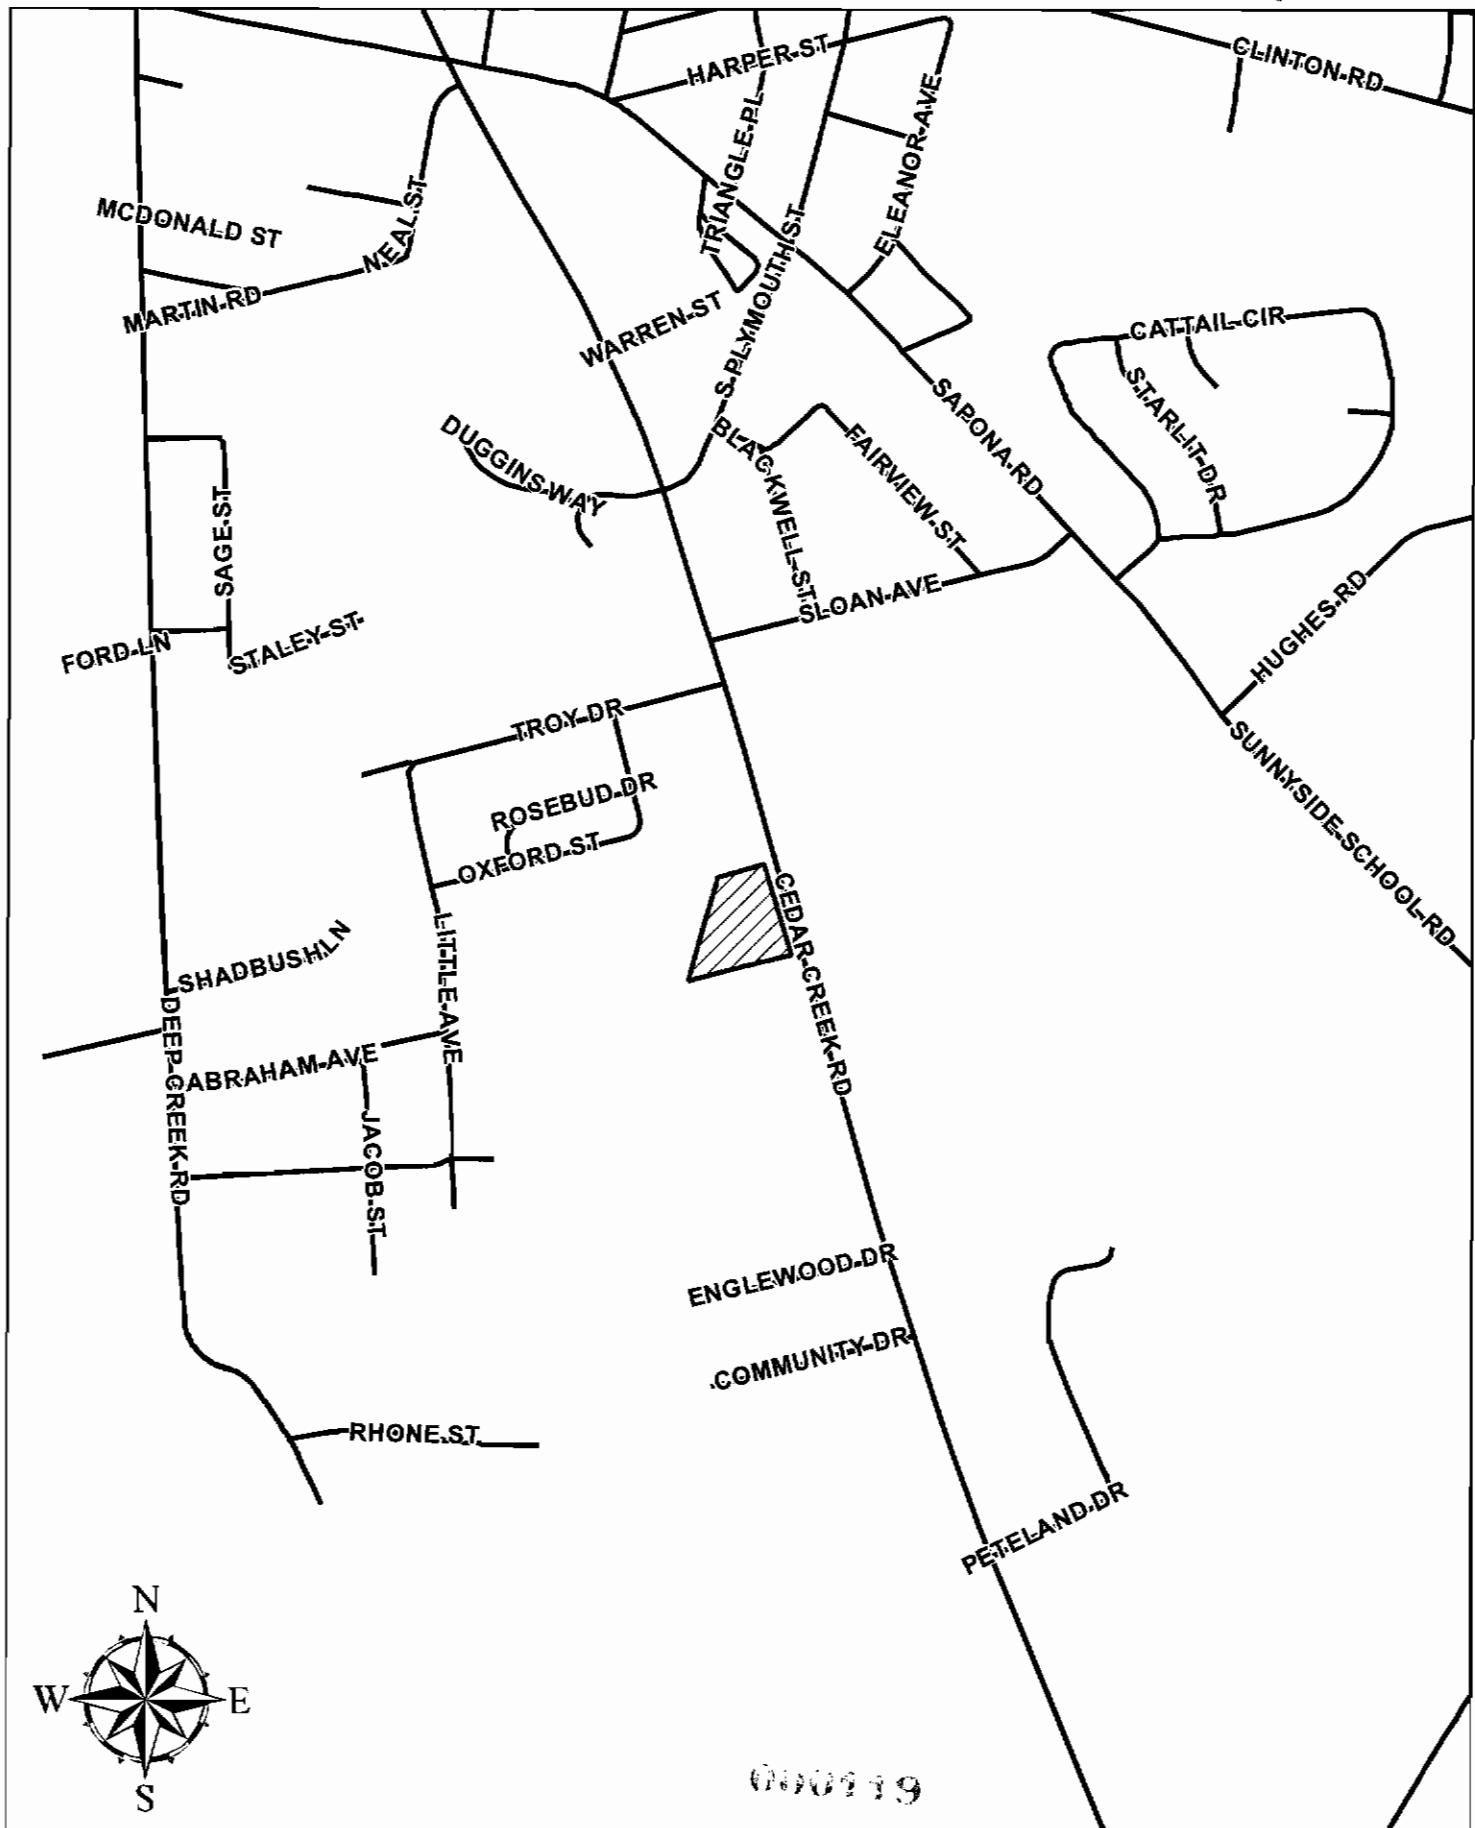 HARPER ST
CLINTON RD
TRIANGLE PL
ELEANOR AVE
MCDONALD ST
NEAL ST
S PLYMOUTH ST
MARTIN RD
WARREN ST
CATTAIL CIR
STARLIT DR
SAPONA RD
DUGGINS WAY
BLACKWELL ST
FAIRVIEW ST
SAGE ST
SLOAN AVE
HUGHES RD
FORD LN
STALEY ST
TROY DR
SUNNYSIDE SCHOOL RD
ROSEBUD DR
OXFORD ST
CEDAR CREEK RD
LITTLE AVE
SHADBUSH LN
DEEP CREEK RD
ABRAHAM AVE
JACOB ST
ENGLEWOOD DR
COMMUNITY DR
RHONE ST
PETELAND DR
N
W E
S
000119